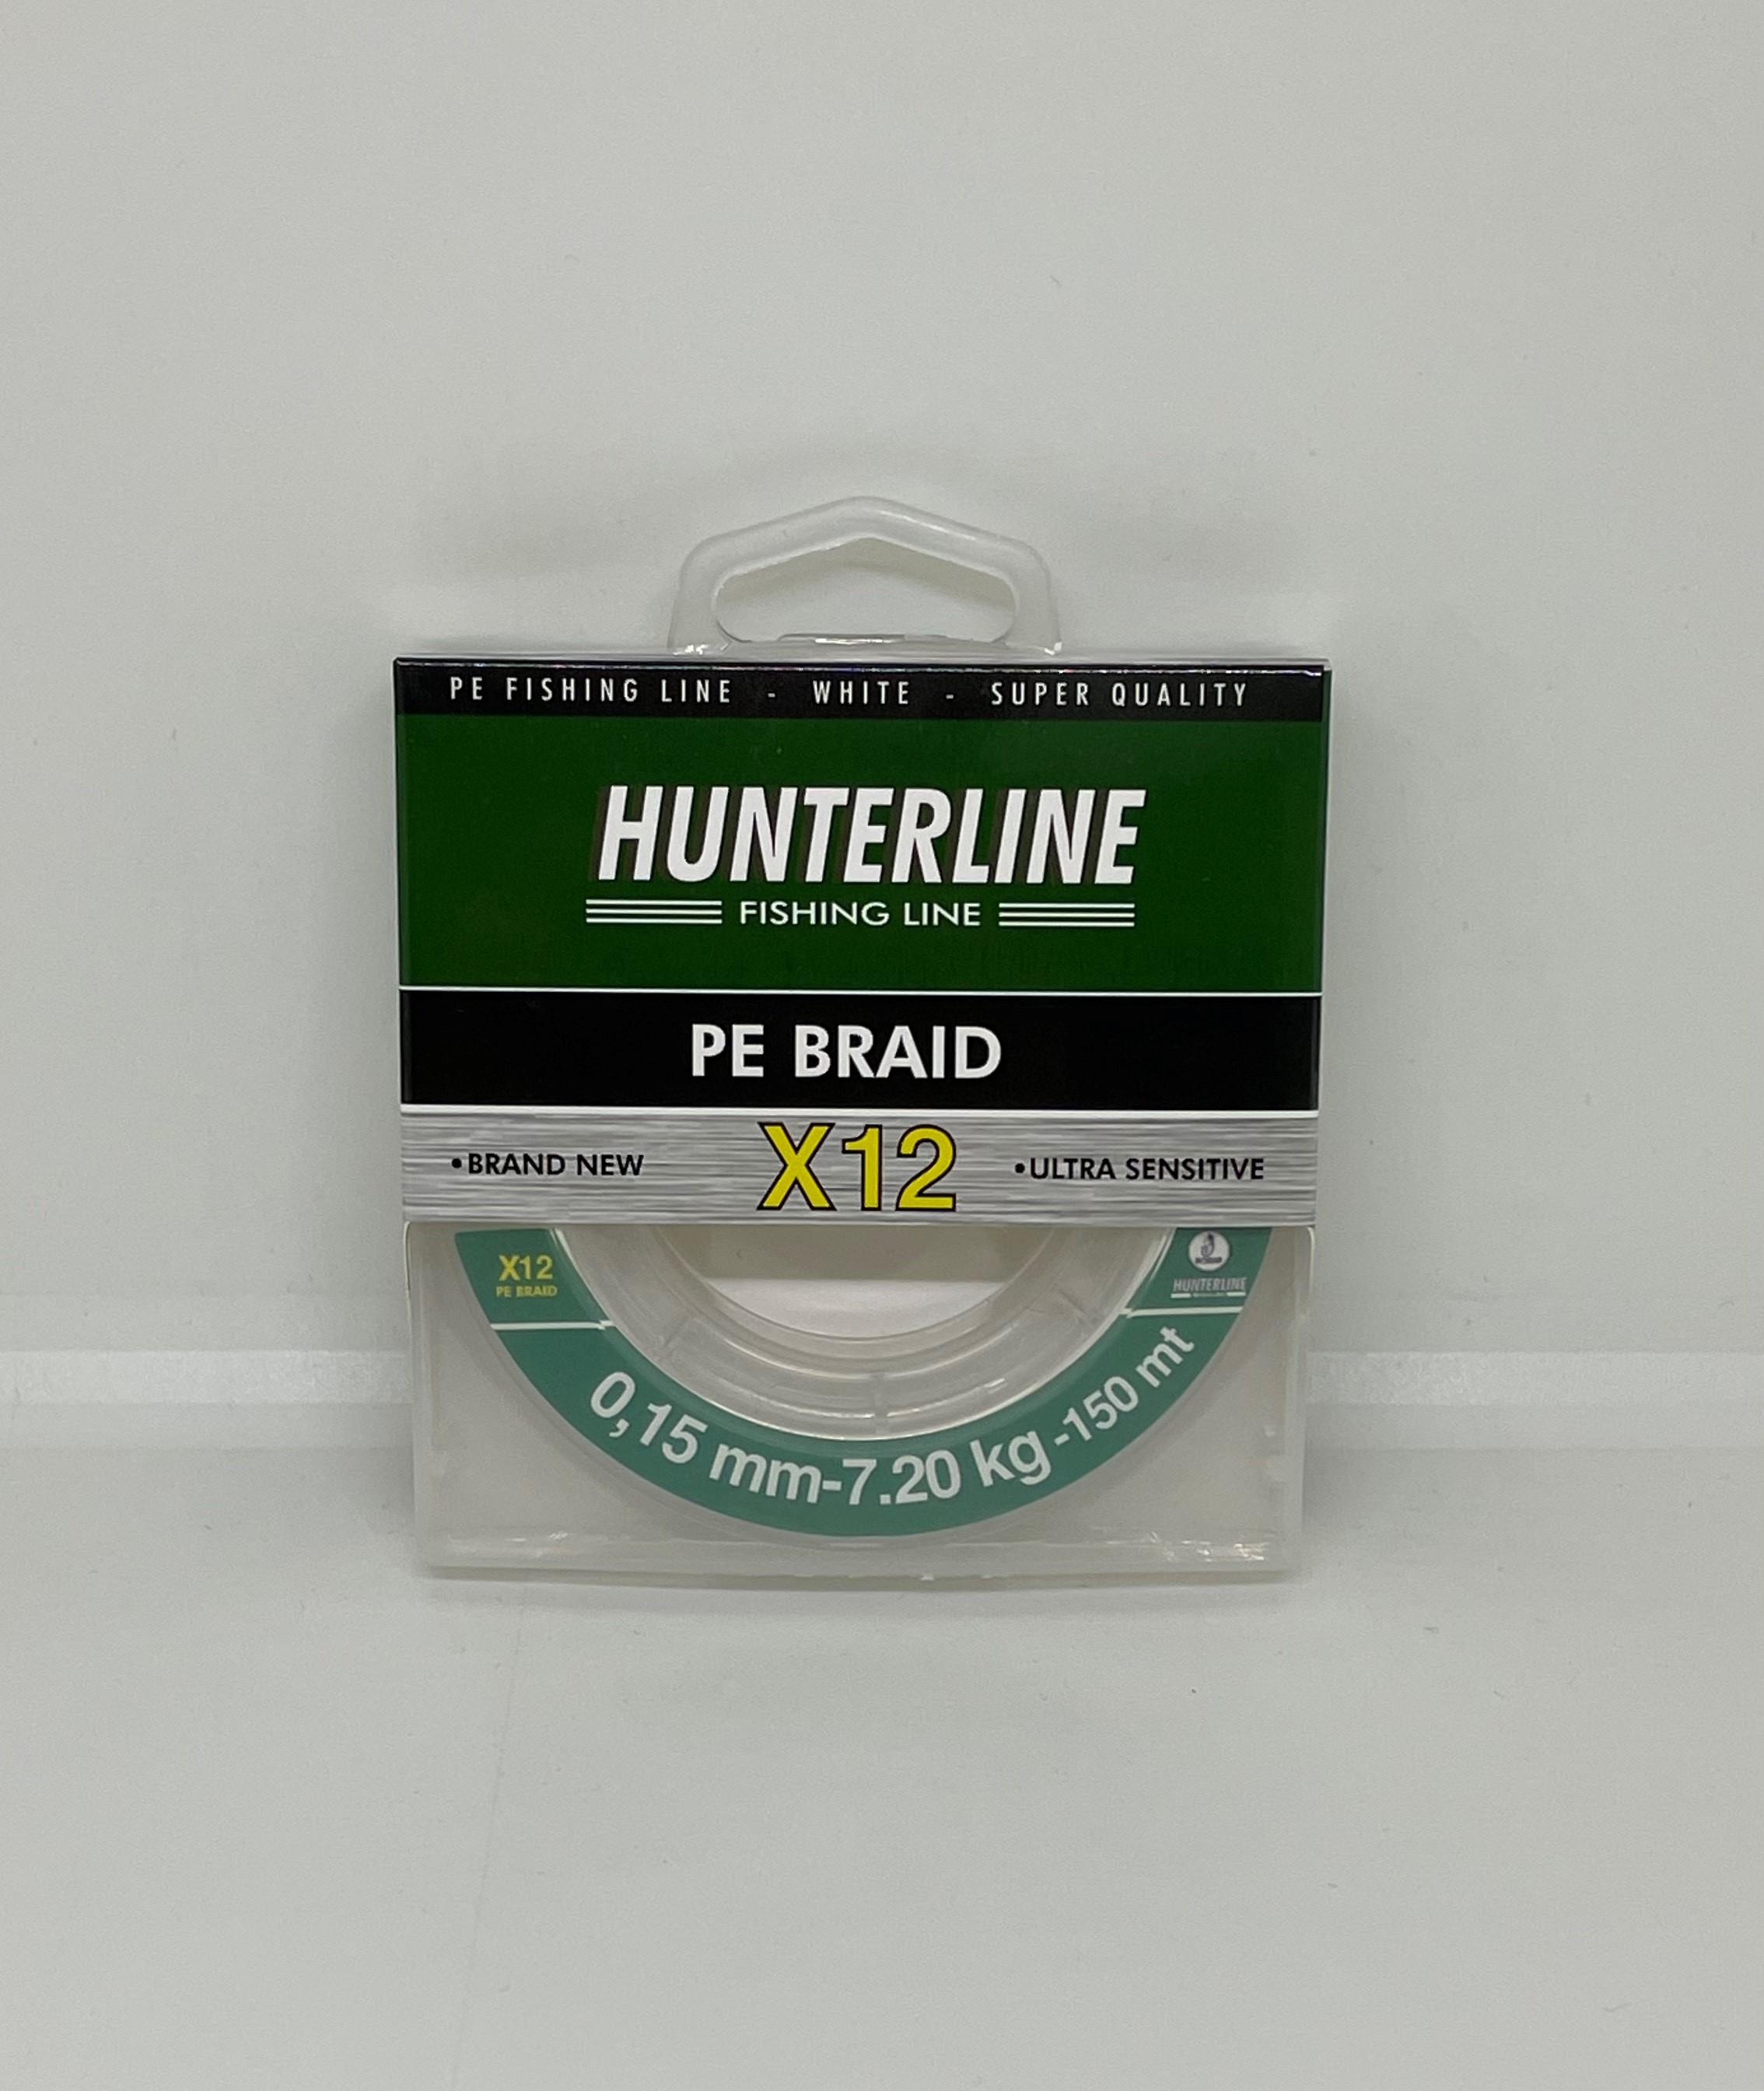 PE FISHING LINE - WHITE - SUPER QUALITY
HUNTERLINE
FISHING LINE
PE BRAID
•BRAND NEW X12 •ULTRA SENSITIVE
X12
PE BRAID
HUNTERLINE
0,15 mm-7.20 kg-150 mt